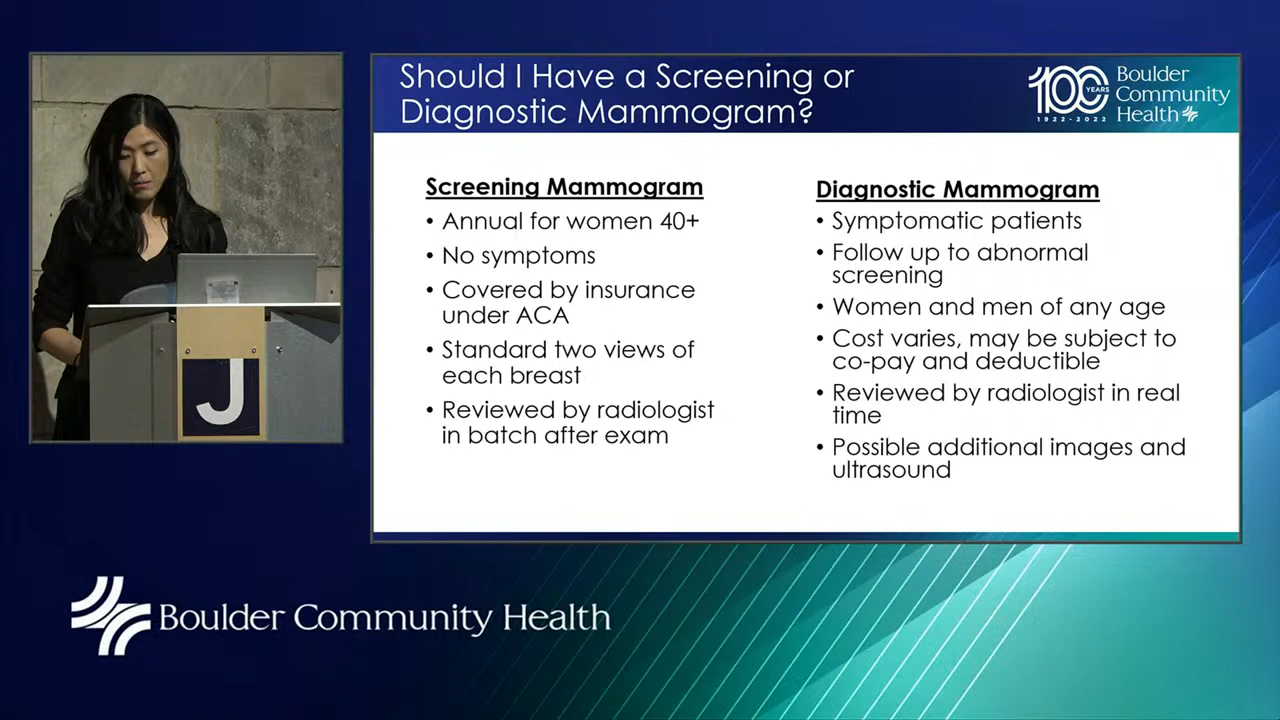 Should I Have a Screening or
Diagnostic Mammogram?
100
YEARS
1922-2022
Boulder
Community
Health
Screening Mammogram
• Annual for women 40+
• No symptoms
• Covered by insurance
under ACA
• Standard two views of
each breast
• Reviewed by radiologist
in batch after exam
Diagnostic Mammogram
• Symptomatic patients
• Follow up to abnormal
screening
• Women and men of any age
• Cost varies, may be subject to
co-pay and deductible
• Reviewed by radiologist in real
time
• Possible additional images and
ultrasound
J
Boulder Community Health